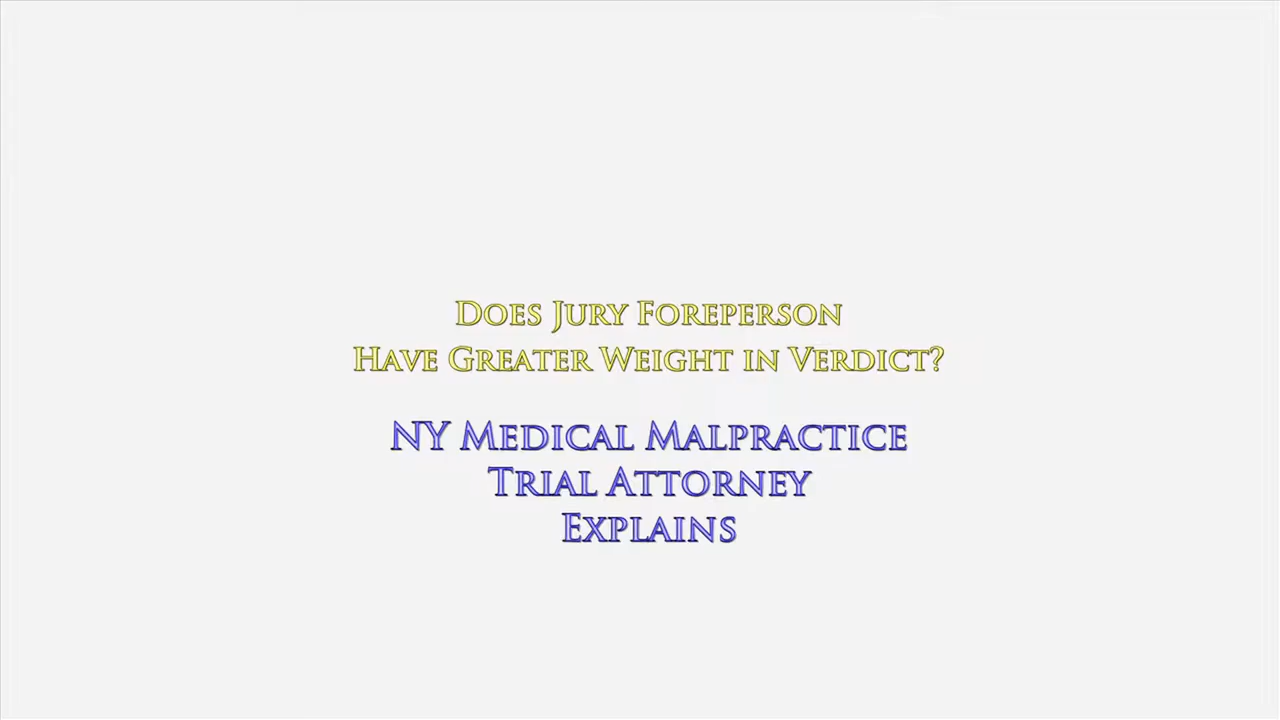 Does Jury Foreperson
Have Greater Weight in Verdict?
NY Medical Malpractice
Trial Attorney
Explains